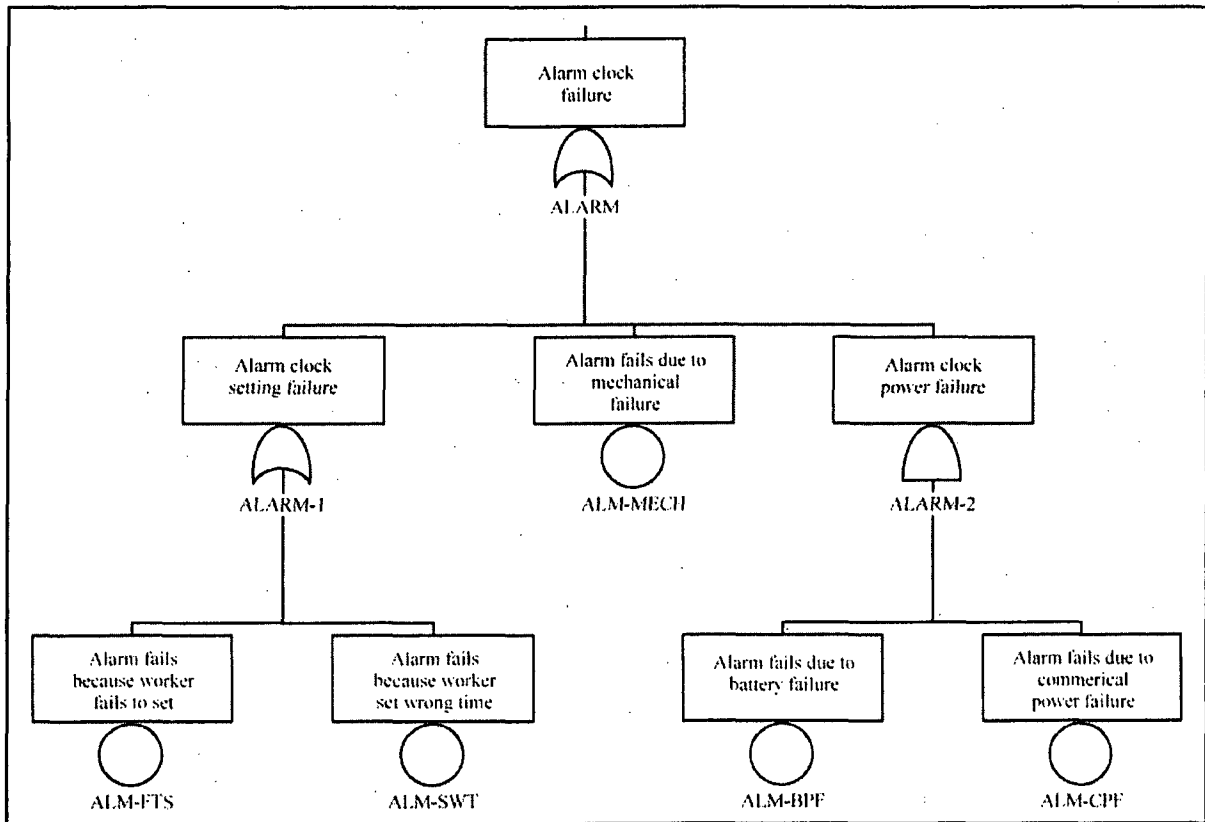 Alarm clock
failure
ALARM
Alarm clock
setting failure
Alarm fails due to
mechanical
failure
Alarm clock
power failure
ALARM-1
ALM-MECH
ALARM-2
Alarm fails
because worker
fails to set
Alarm fails
because worker
set wrong time
Alarm fails due to
battery failure
Alarm fails due to
commerical
power failure
ALM-FTS
ALM-SWT
ALM-BPF
ALM-CPF